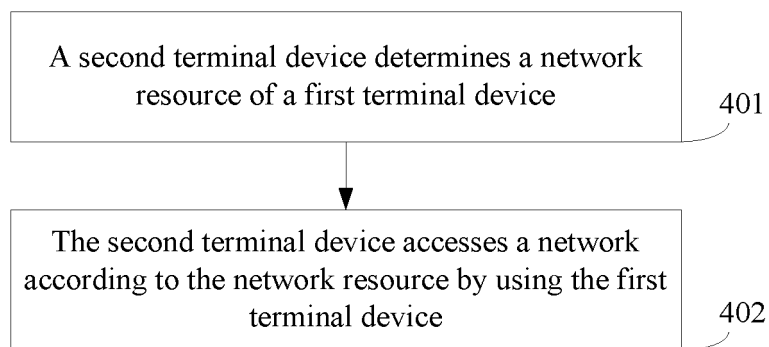 A second terminal device determines a network
resource of a first terminal device
401
The second terminal device accesses a network
according to the network resource by using the first
terminal device
402